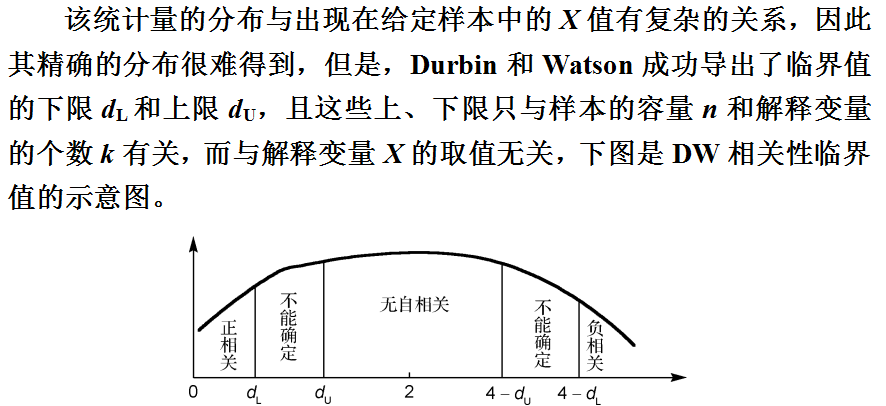 该统计量的分布与出现在给定样本中的 X 值有复杂的关系，因此
其精确的分布很难得到，但是，Durbin 和 Watson 成功导出了临界值
的下限 dL 和上限 dU，且这些上、下限只与样本的容量 n 和解释变量
的个数 k 有关，而与解释变量 X 的取值无关，下图是 DW 相关性临界
值的示意图。
正相关
不能确定
无自相关
不能确定
负相关
0 dL dU 2 4－dU 4－dL